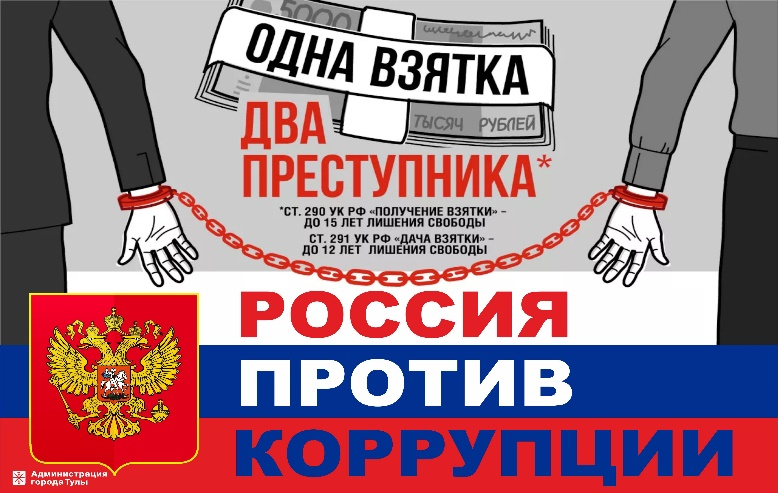 5000
ОДНА ВЗЯТКА
ТЫСЯЧ РУБЛЕЙ
ДВА
ПРЕСТУПНИКА*
*СТ. 290 УК РФ «ПОЛУЧЕНИЕ ВЗЯТКИ» –
ДО 15 ЛЕТ ЛИШЕНИЯ СВОБОДЫ
СТ. 291 УК РФ «ДАЧА ВЗЯТКИ» –
ДО 12 ЛЕТ ЛИШЕНИЯ СВОБОДЫ
РОССИЯ
ПРОТИВ
КОРРУПЦИИ
Администрация
города Тулы